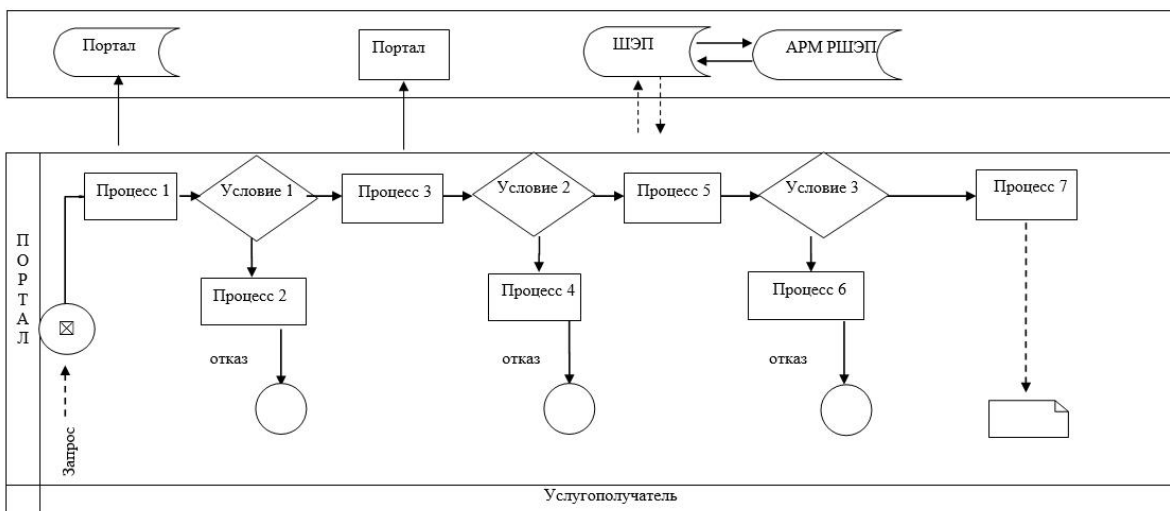 Портал
Портал
ШЭП
АРМ РШЭП
ПОРТАЛ
Процесс 1
Условие 1
Процесс 3
Условие 2
Процесс 5
Условие 3
Процесс 7
Процесс 2
Процесс 4
Процесс 6
отказ
отказ
отказ
Запрос
Услугополучатель